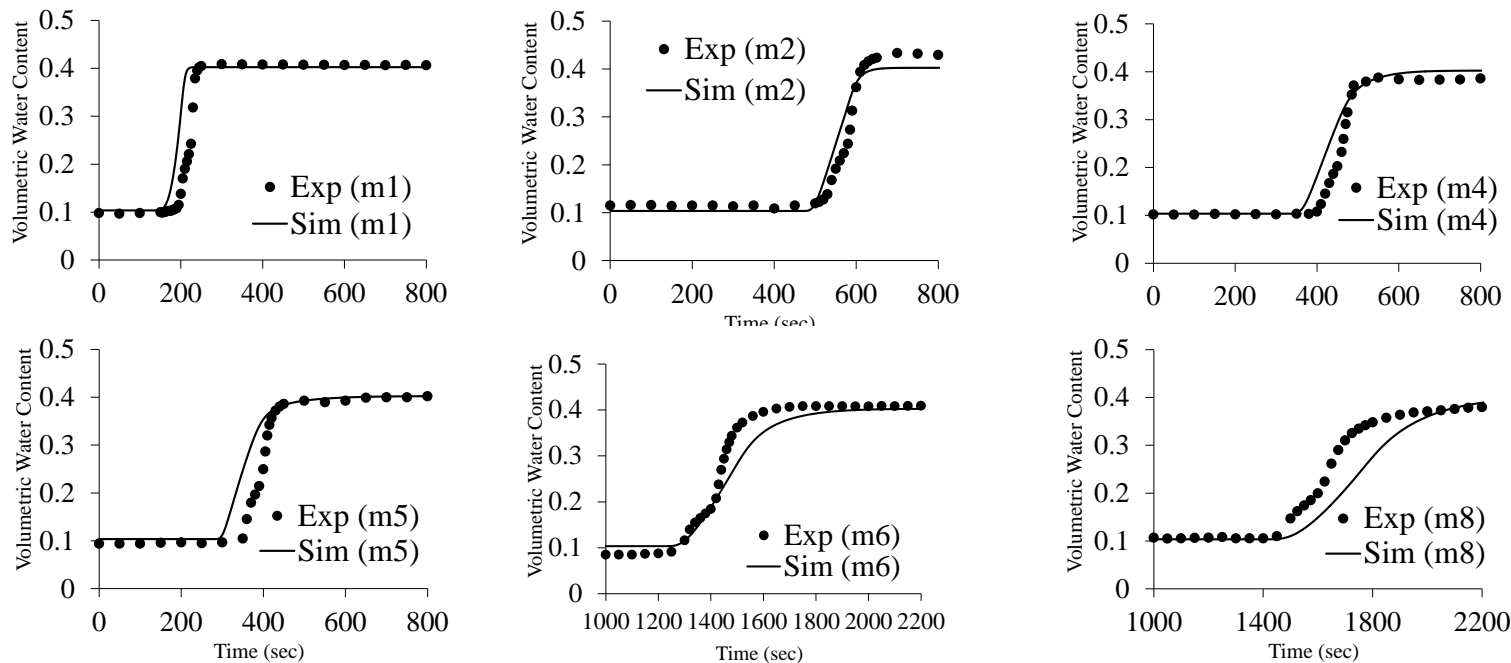 0.5
0.4
0.3
0.2
0.1
0
Volumetric Water Content
Exp (m1)
Sim (m1)
0 200 400 600 800
0.5
0.4
0.3
0.2
0.1
0
Volumetric Water Content
Exp (m2)
Sim (m2)
0 200 400 600 800
Time (sec)
0.5
0.4
0.3
0.2
0.1
0
Volumetric Water Content
Exp (m4)
Sim (m4)
0 200 400 600 800
0.5
0.4
0.3
0.2
0.1
0
Volumetric Water Content
Exp (m5)
Sim (m5)
0 200 400 600 800
Time (sec)
0.5
0.4
0.3
0.2
0.1
0
Volumetric Water Content
Exp (m6)
Sim (m6)
1000 1200 1400 1600 1800 2000 2200
Time (sec)
0.5
0.4
0.3
0.2
0.1
0
Volumetric Water Content
Exp (m8)
Sim (m8)
1000 1400 1800 2200
Time (sec)